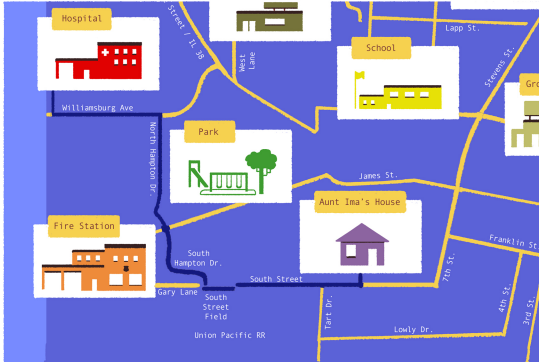 Hospital
Street / IL 38
West
Lane
School
Lapp St.
Stevens St.
Williamsburg Ave
North Hampton Dr.
Park
James St.
Aunt Ima's House
Fire Station
South
Hampton Dr.
Franklin St.
South Street
7th St.
Gary Lane
South
Street
Field
Tart Dr.
4th St.
3rd St.
Union Pacific RR
Lowly Dr.